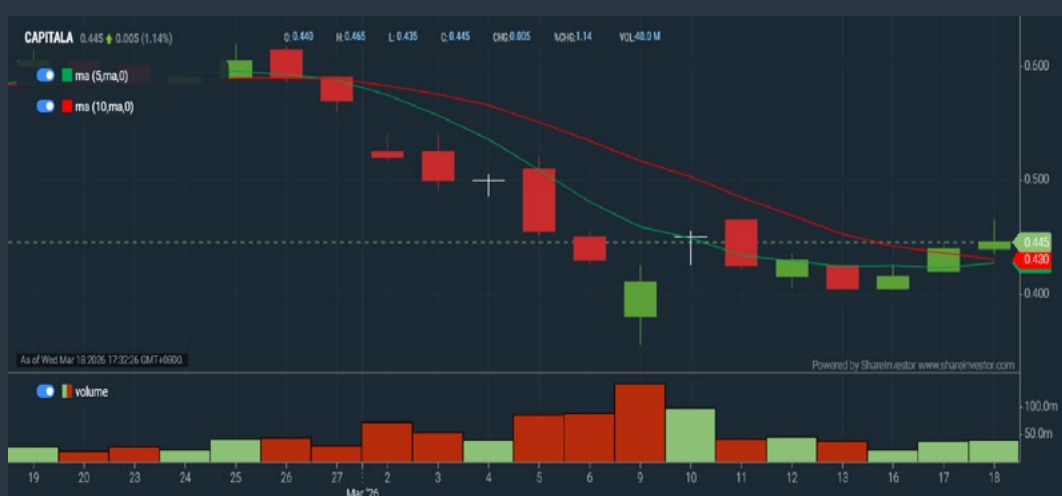 CAPITALA 0.445 0.005 (1.14%) O: 0.440 H: 0.465 L: 0.435 C: 0.445 CHG:0.005 %CHG:1.14 VOL:40.0 M
ma (5,ma,0)
ma (10,ma,0)
0.600
0.500
0.445
0.430
0.400
As of Wed Mar 18 2026 17:32:26 GMT+0800.
Powered by ShareInvestor www.shareinvestor.com
volume
100.0m
50.0m
19 20 23 24 25 26 27 2 3 4 5 6 9 10 11 12 13 16 17 18
Mar '26